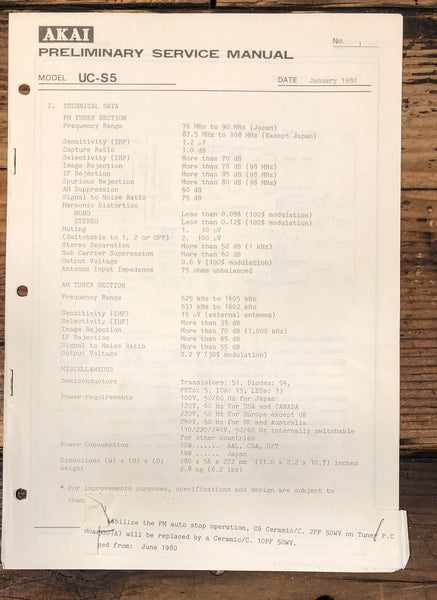 AKAI
No. 1
PRELIMINARY SERVICE MANUAL
MODEL UC-S5
DATE January 1980
I. TECHNICAL DATA
FM TUNER SECTION
Frequency Range 76 MHz to 90 MHz (Japan)
87.5 MHz to 108 MHz (Except Japan)
Sensitivity (IHF) 1.2 µV
Capture Ratio 1.0 dB
Selectivity (IHF) More than 70 dB
Image Rejection More than 78 dB (98 MHz)
IF Rejection More than 85 dB (98 MHz)
Spurious Rejection More than 80 dB (98 MHz)
AM Suppression 60 dB
Signal to Noise Ratio 75 dB
Harmonic Distortion
MONO Less than 0.09% (100% modulation)
STEREO Less than 0.12% (100% modulation)
Muting 1. 10 µV
(Switchable to 1, 2 or OFF) 2. 100 µV
Stereo Separation More than 52 dB (1 kHz)
Sub Carrier Suppression More than 60 dB
Output Voltage 0.6 V (100% modulation)
Antenna Input Impedance 75 ohms unbalanced
AM TUNER SECTION
Frequency Range 525 kHz to 1605 kHz
531 kHz to 1602 kHz
Sensitivity (IHF) 15 µV (external antenna)
Selectivity (IHF) More than 35 dB
Image Rejection More than 70 dB (1,000 kHz)
IF Rejection More than 65 dB
Signal to Noise Ratio More than 55 dB
Output Voltage 0.2 V (30% modulation)
MISCELLANEOUS
Semiconductors Transistors: 51, Diodes: 54,
FETs: 5, ICs: 15, LEDs: 13
Power requirements 100V, 50/60 Hz for Japan
120V, 60 Hz for USA and CANADA
220V, 50 Hz for Europe except UK
240V, 50 Hz for UK and Australia
110/220/240V, 50/60 Hz internally switchable
for other countries
Power Consumption 30W ...... AAL, CSA, U/T
19W ...... Japan
Dimensions (W) x (H) x (D) 280 x 56 x 272 mm (11.0 x 2.2 x 10.7) inches
Weight 2.8 kg (6.2 lbs)
* For improvements purposes, specifications and design are subject to
chan
abilize the FM auto stop operation, C6 Ceramic/C. 2PF 50WV on Tuner P.C
will be replaced by a Ceramic/C. 10PF 50WV.
ged from: June 1980